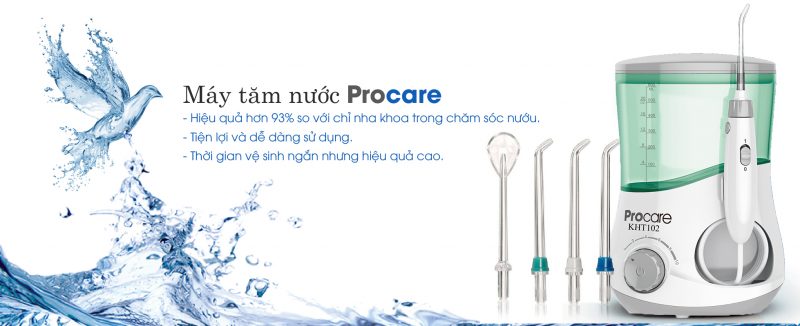 Máy tăm nước Procare
- Hiệu quả hơn 93% so với chỉ nha khoa trong chăm sóc nướu.
- Tiện lợi và dễ dàng sử dụng.
- Thời gian vệ sinh ngắn nhưng hiệu quả cao.
Procare
KHT102